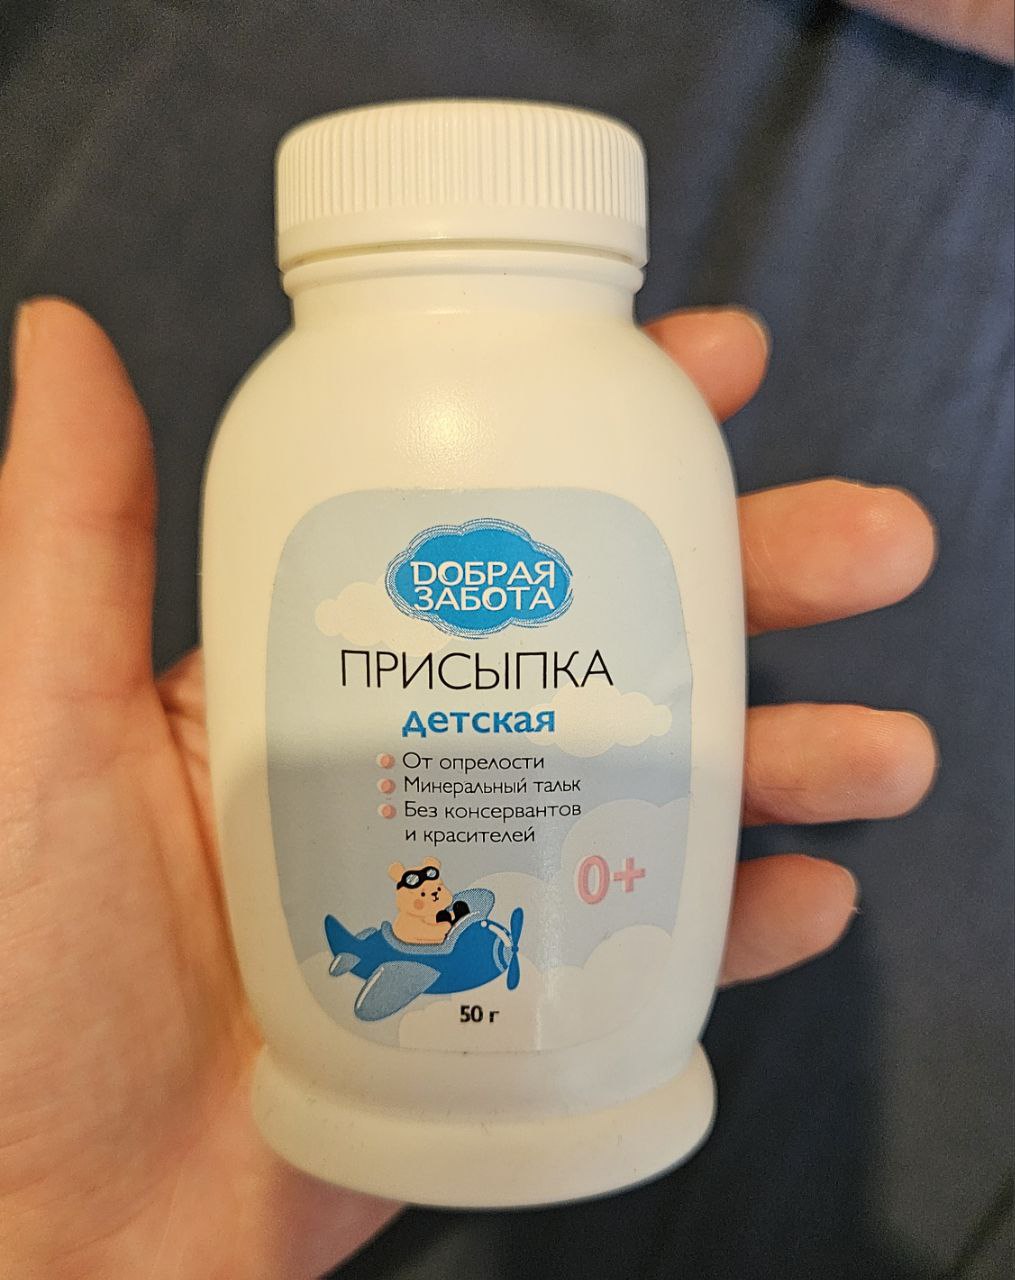 DОБРАЯ
ЗАБОТА
ПРИСЫПКА
детская
От опрелости
Минеральный тальк
Без консервантов
и красителей
0+
50 г